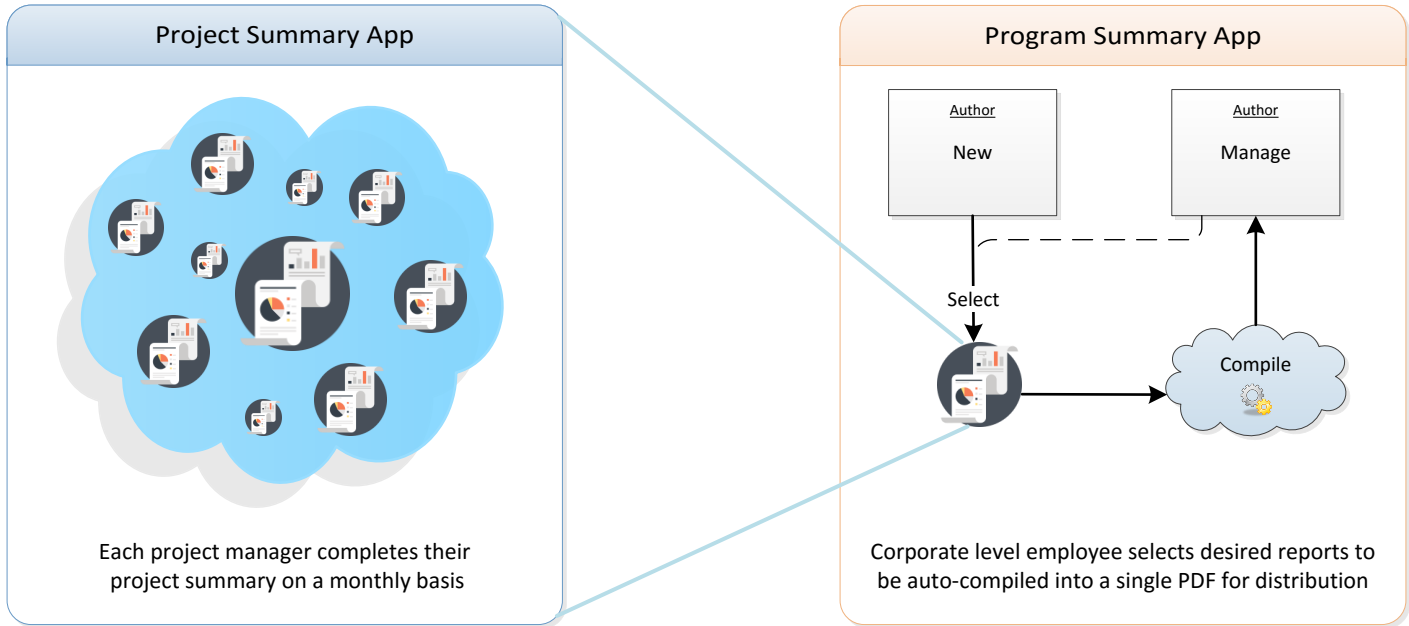 Project Summary App
Each project manager completes their
project summary on a monthly basis
Program Summary App
Author
New
Author
Manage
Select
Compile
Corporate level employee selects desired reports to
be auto-compiled into a single PDF for distribution